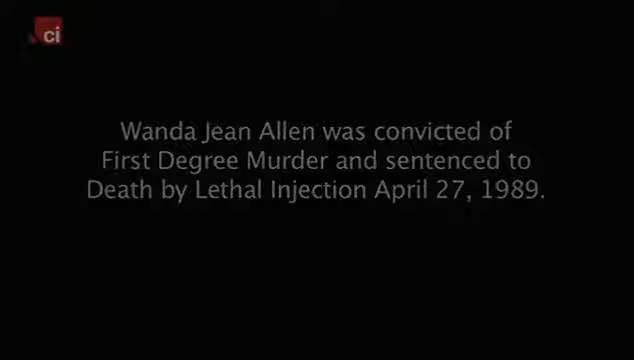 ci
Wanda Jean Allen was convicted of
First Degree Murder and sentenced to
Death by Lethal Injection April 27, 1989.